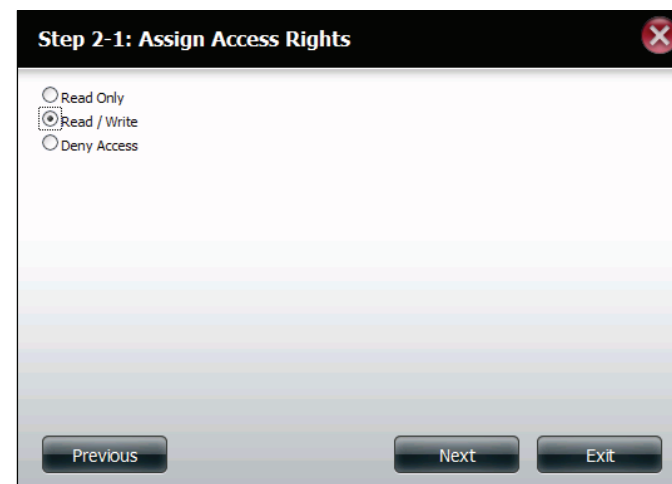 Step 2-1: Assign Access Rights
Read Only
Read / Write
Deny Access
Previous Next Exit